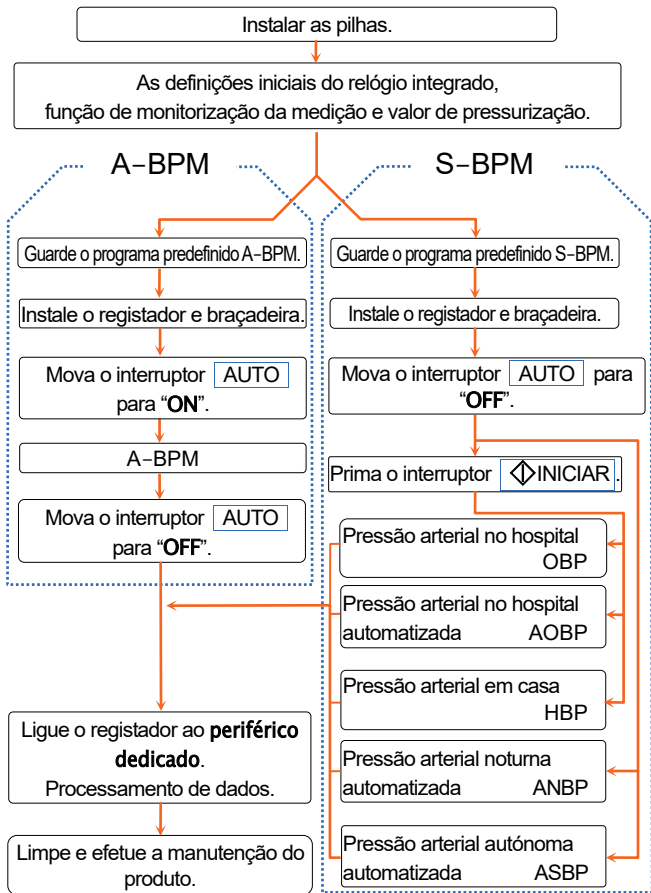 Instalar as pilhas.
As definições iniciais do relógio integrado,
função de monitorização da medição e valor de pressurização.
A-BPM
Guarde o programa predefinido A-BPM.
Instale o registador e braçadeira.
Mova o interruptor AUTO
para “ON”.
A-BPM
Mova o interruptor AUTO
para “OFF”.
S-BPM
Guarde o programa predefinido S-BPM.
Instale o registador e braçadeira.
Mova o interruptor AUTO para
“OFF”.
Prima o interruptor INICIAR.
Pressão arterial no hospital
OBP
Pressão arterial no hospital
automatizada AOBP
Pressão arterial em casa
HBP
Pressão arterial noturna
automatizada ANBP
Pressão arterial autónoma
automatizada ASBP
Ligue o registador ao periférico
dedicado.
Processamento de dados.
Limpe e efetue a manutenção do
produto.